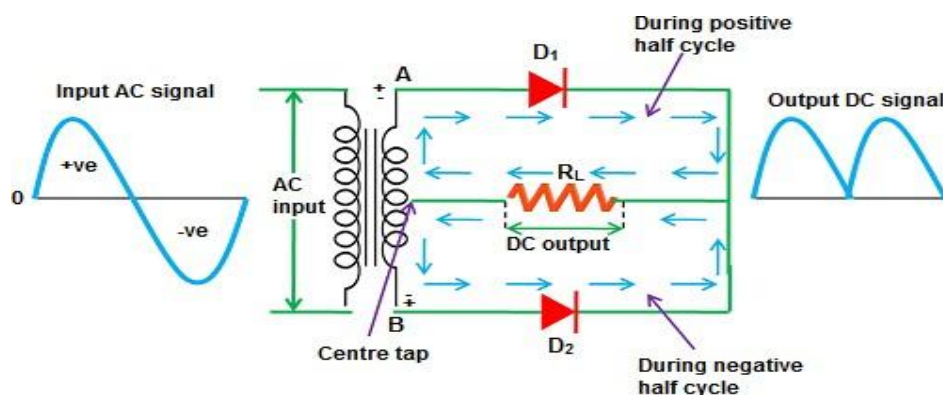 During positive
half cycle
D1
A
+
-
Input AC signal
Output DC signal
+ve
RL
0
AC
input
-ve
DC output
-
+
B
D2
Centre tap
During negative
half cycle